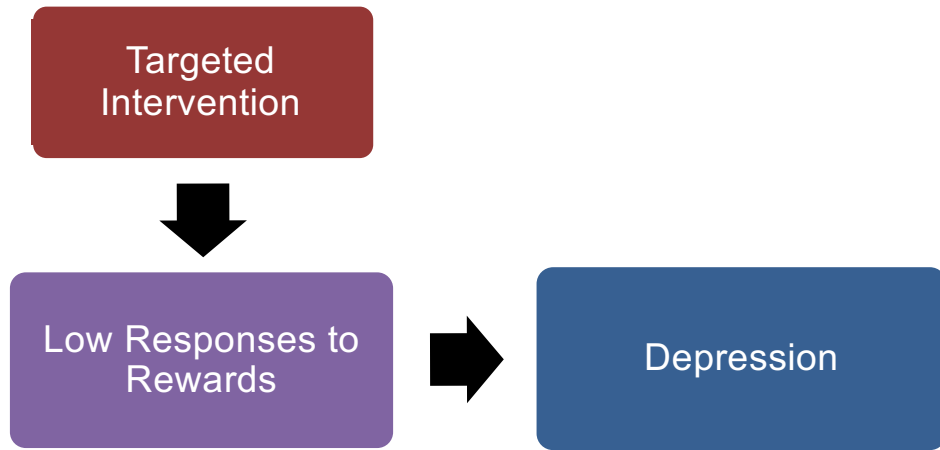 Targeted
Intervention
Low Responses to
Rewards
Depression